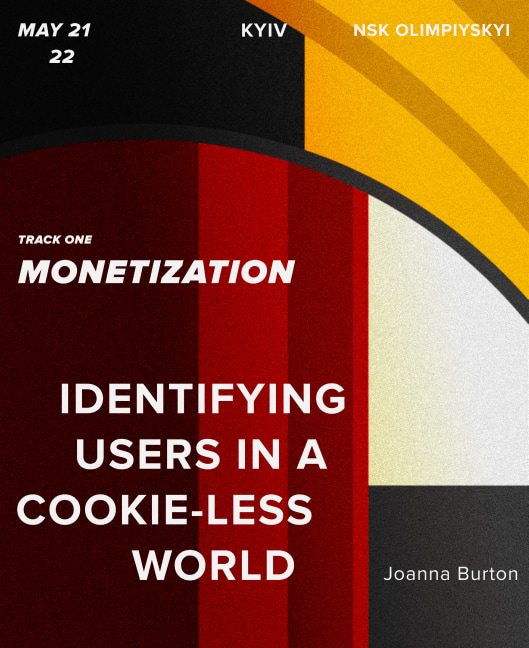 MAY 21
22
KYIV
NSK OLIMPIYSKYI
TRACK ONE
MONETIZATION
IDENTIFYING
USERS IN A
COOKIE-LESS
WORLD
Joanna Burton